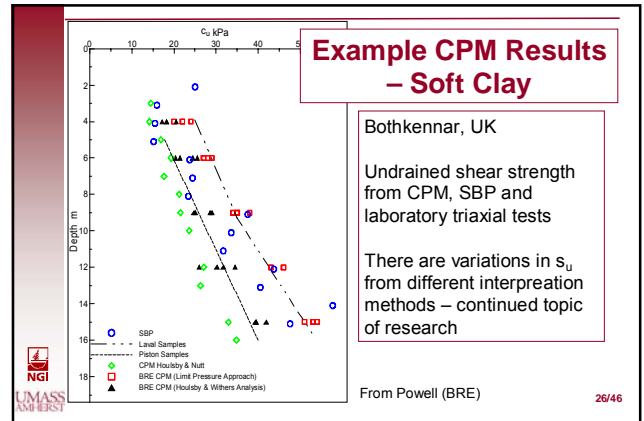 c_u kPa
0 10 20 30 40
0
2
4
6
8
10
12
14
16
18
Depth m
SBP
Laval Samples
Piston Samples
CPM Houlsby & Nutt
BRE CPM (Limit Pressure Approach)
BRE CPM (Houlsby & Withers Analysis)
Example CPM Results
– Soft Clay
Bothkennar, UK
Undrained shear strength
from CPM, SBP and
laboratory triaxial tests
There are variations in s_u
from different interpreation
methods – continued topic
of research
From Powell (BRE)
26/46
NGI
UMASS
AMHERST